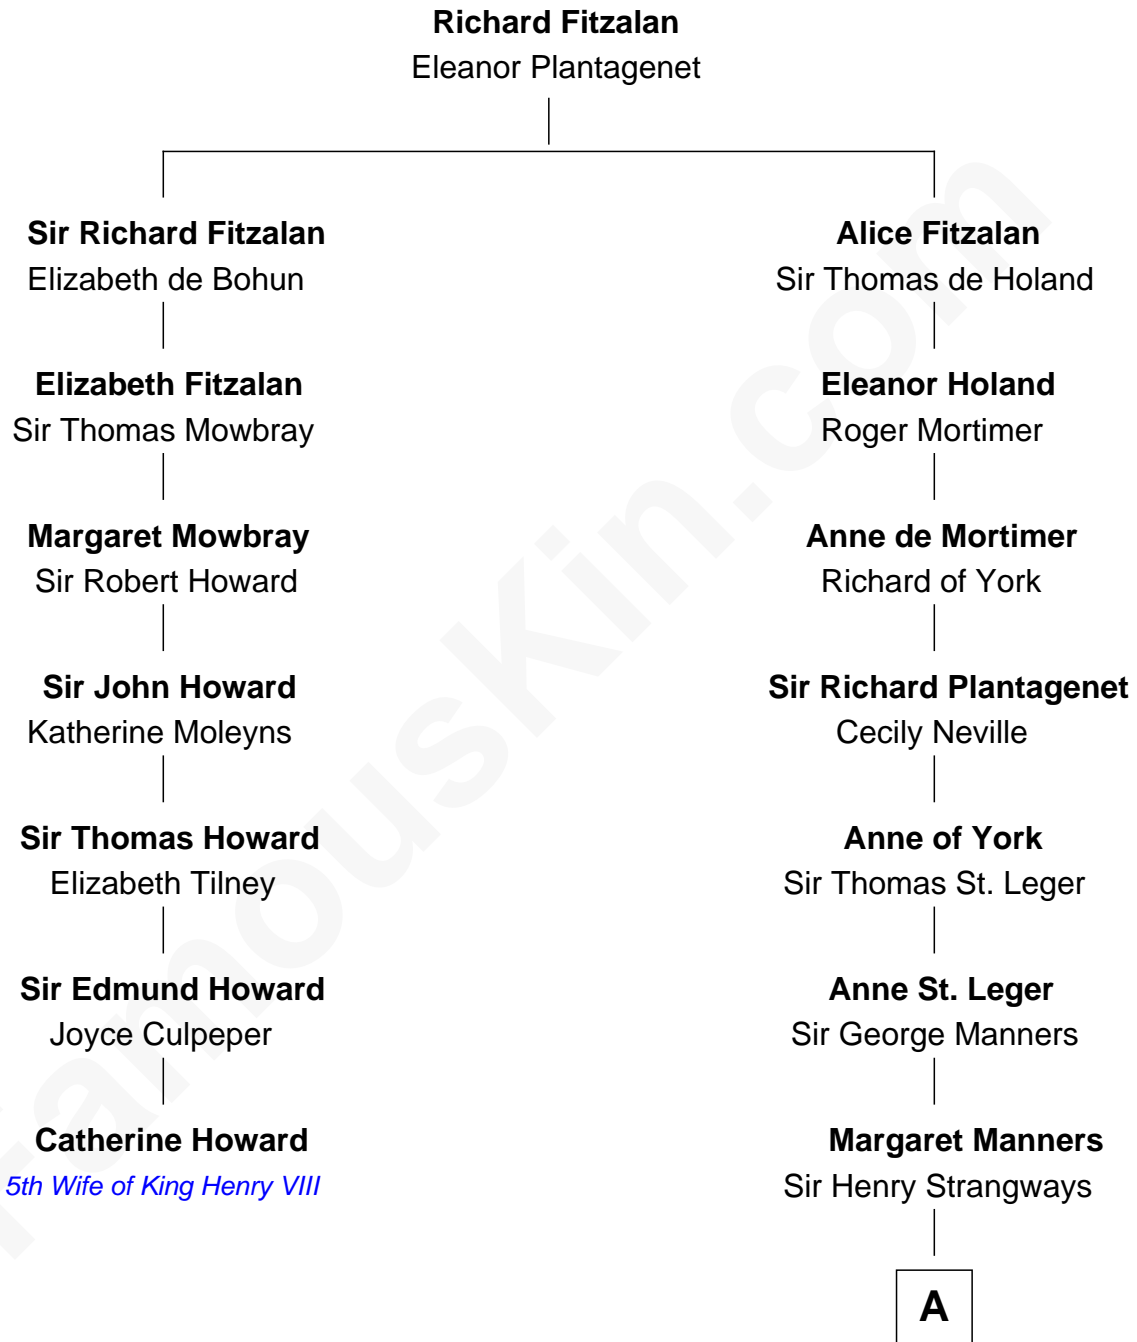 Richard Fitzalan
Eleanor Plantagenet
Sir Richard Fitzalan
Elizabeth de Bohun
Elizabeth Fitzalan
Sir Thomas Mowbray
Margaret Mowbray
Sir Robert Howard
Sir John Howard
Katherine Moleyns
Sir Thomas Howard
Elizabeth Tilney
Sir Edmund Howard
Joyce Culpeper
Catherine Howard
5th Wife of King Henry VIII
Alice Fitzalan
Sir Thomas de Holand
Eleanor Holand
Roger Mortimer
Anne de Mortimer
Richard of York
Sir Richard Plantagenet
Cecily Neville
Anne of York
Sir Thomas St. Leger
Anne St. Leger
Sir George Manners
Margaret Manners
Sir Henry Strangways
A
FamousKin.com